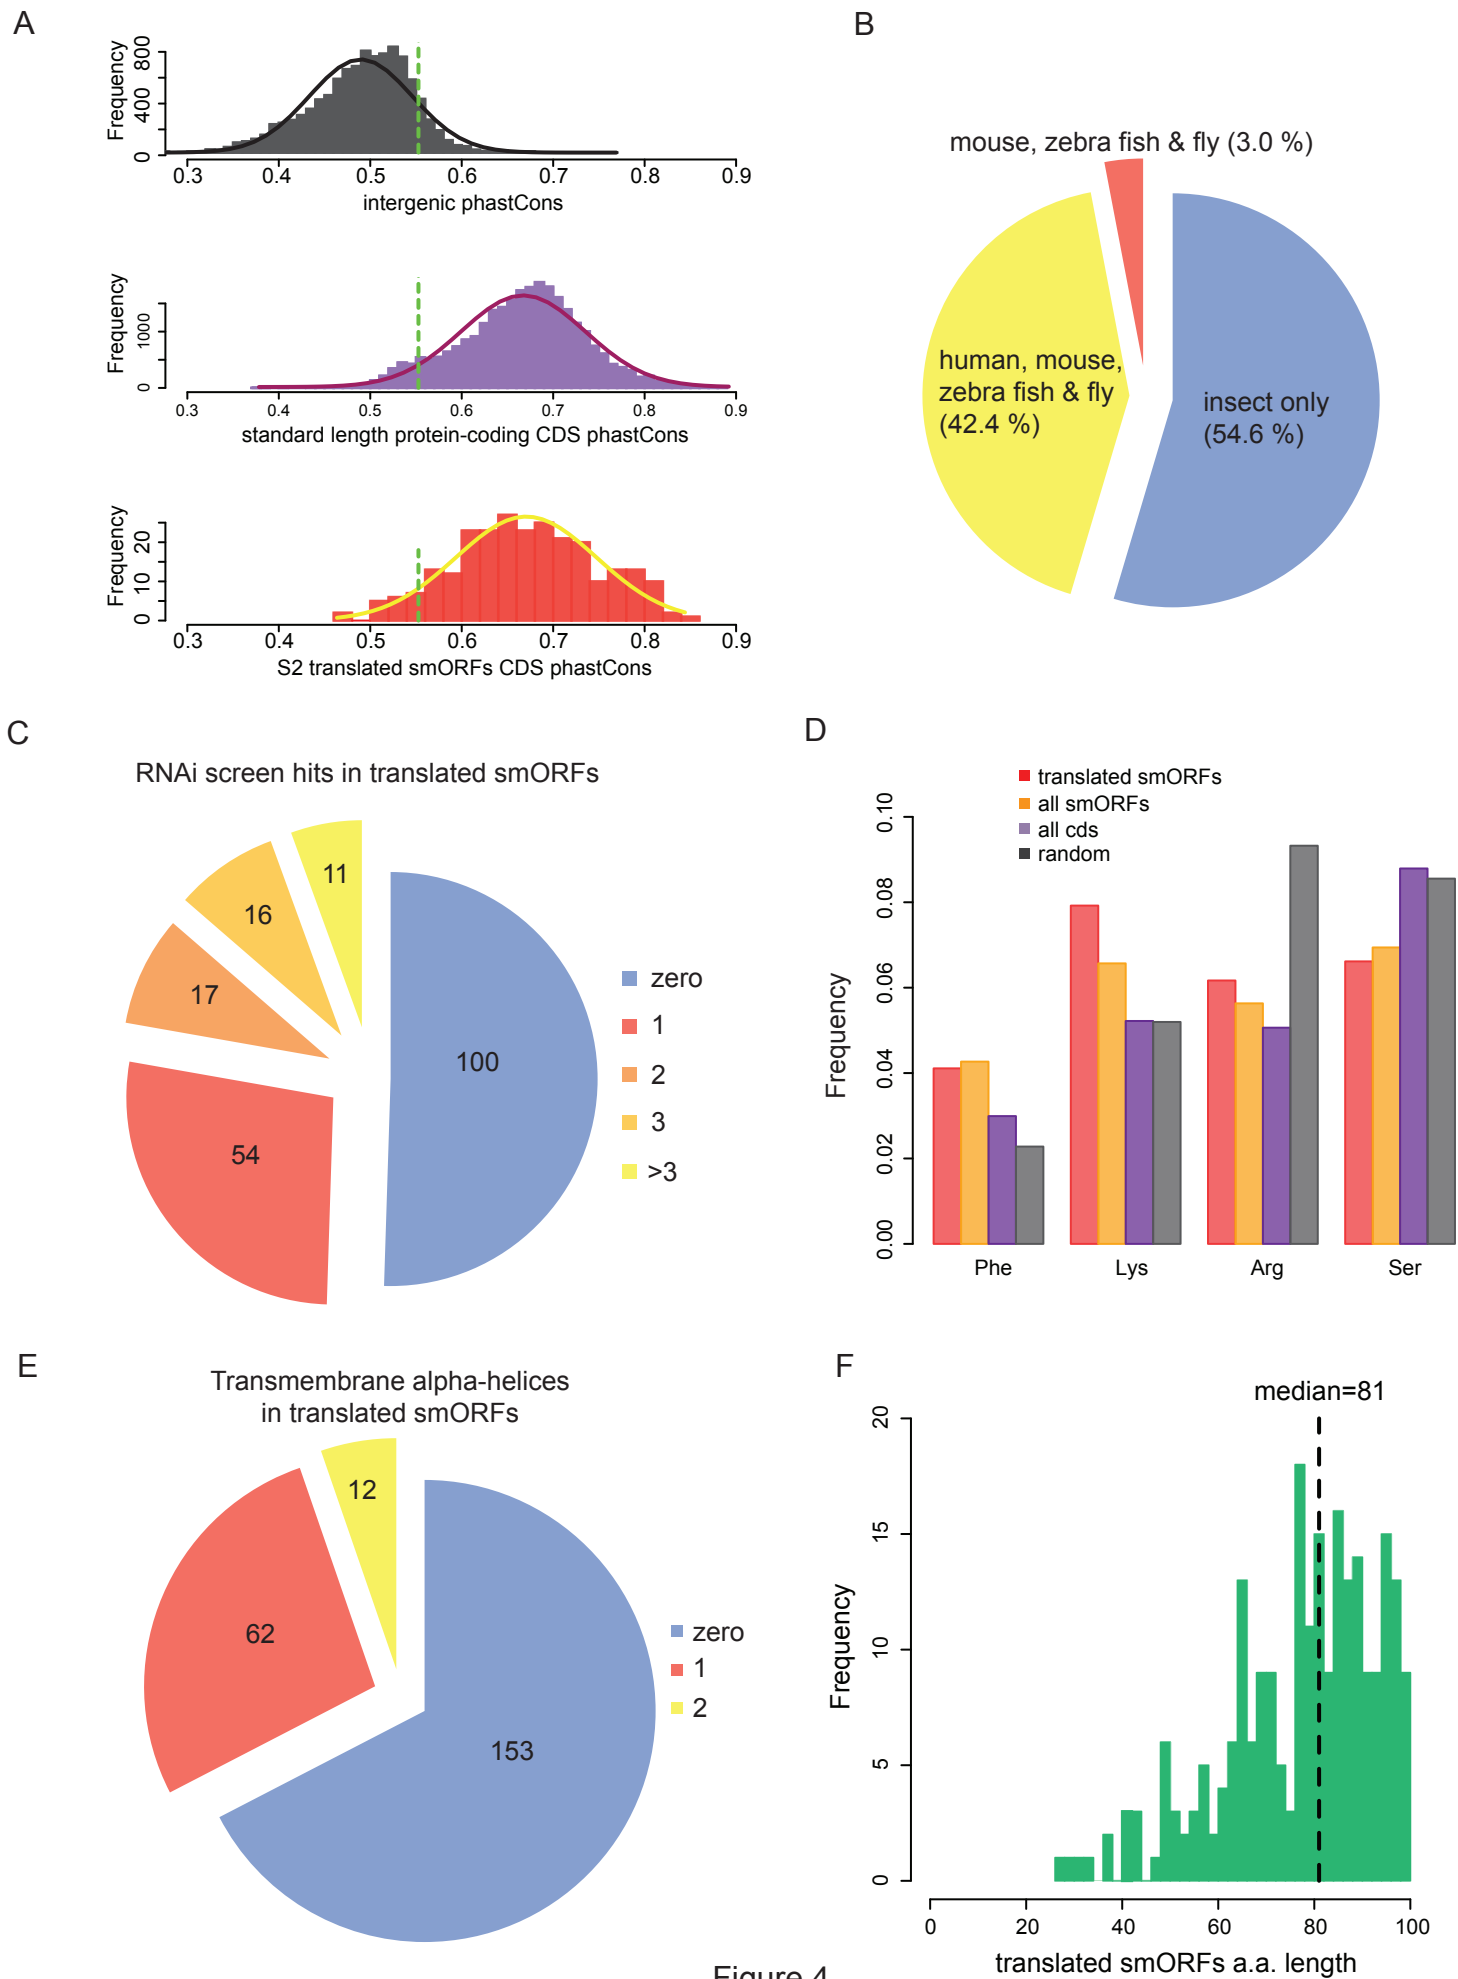 A
Frequency
0
400
800
0.3 0.4 0.5 0.6 0.7 0.8 0.9
intergenic phastCons
Frequency
0
1000
0.3 0.4 0.5 0.6 0.7 0.8 0.9
standard length protein-coding CDS phastCons
Frequency
0
10
20
0.3 0.4 0.5 0.6 0.7 0.8 0.9
S2 translated smORFs CDS phastCons
B
mouse, zebra fish & fly (3.0 %)
human, mouse,
zebra fish & fly
(42.4 %)
insect only
(54.6 %)
C
RNAi screen hits in translated smORFs
11
16
17
54
100
zero
1
2
3
>3
D
translated smORFs
all smORFs
all cds
random
Frequency
0.00
0.02
0.04
0.06
0.08
0.10
Phe Lys Arg Ser
E
Transmembrane alpha-helices
in translated smORFs
12
62
153
zero
1
2
F
median=81
Frequency
0
5
10
15
20
0 20 40 60 80 100
translated smORFs a.a. length
Figure 4